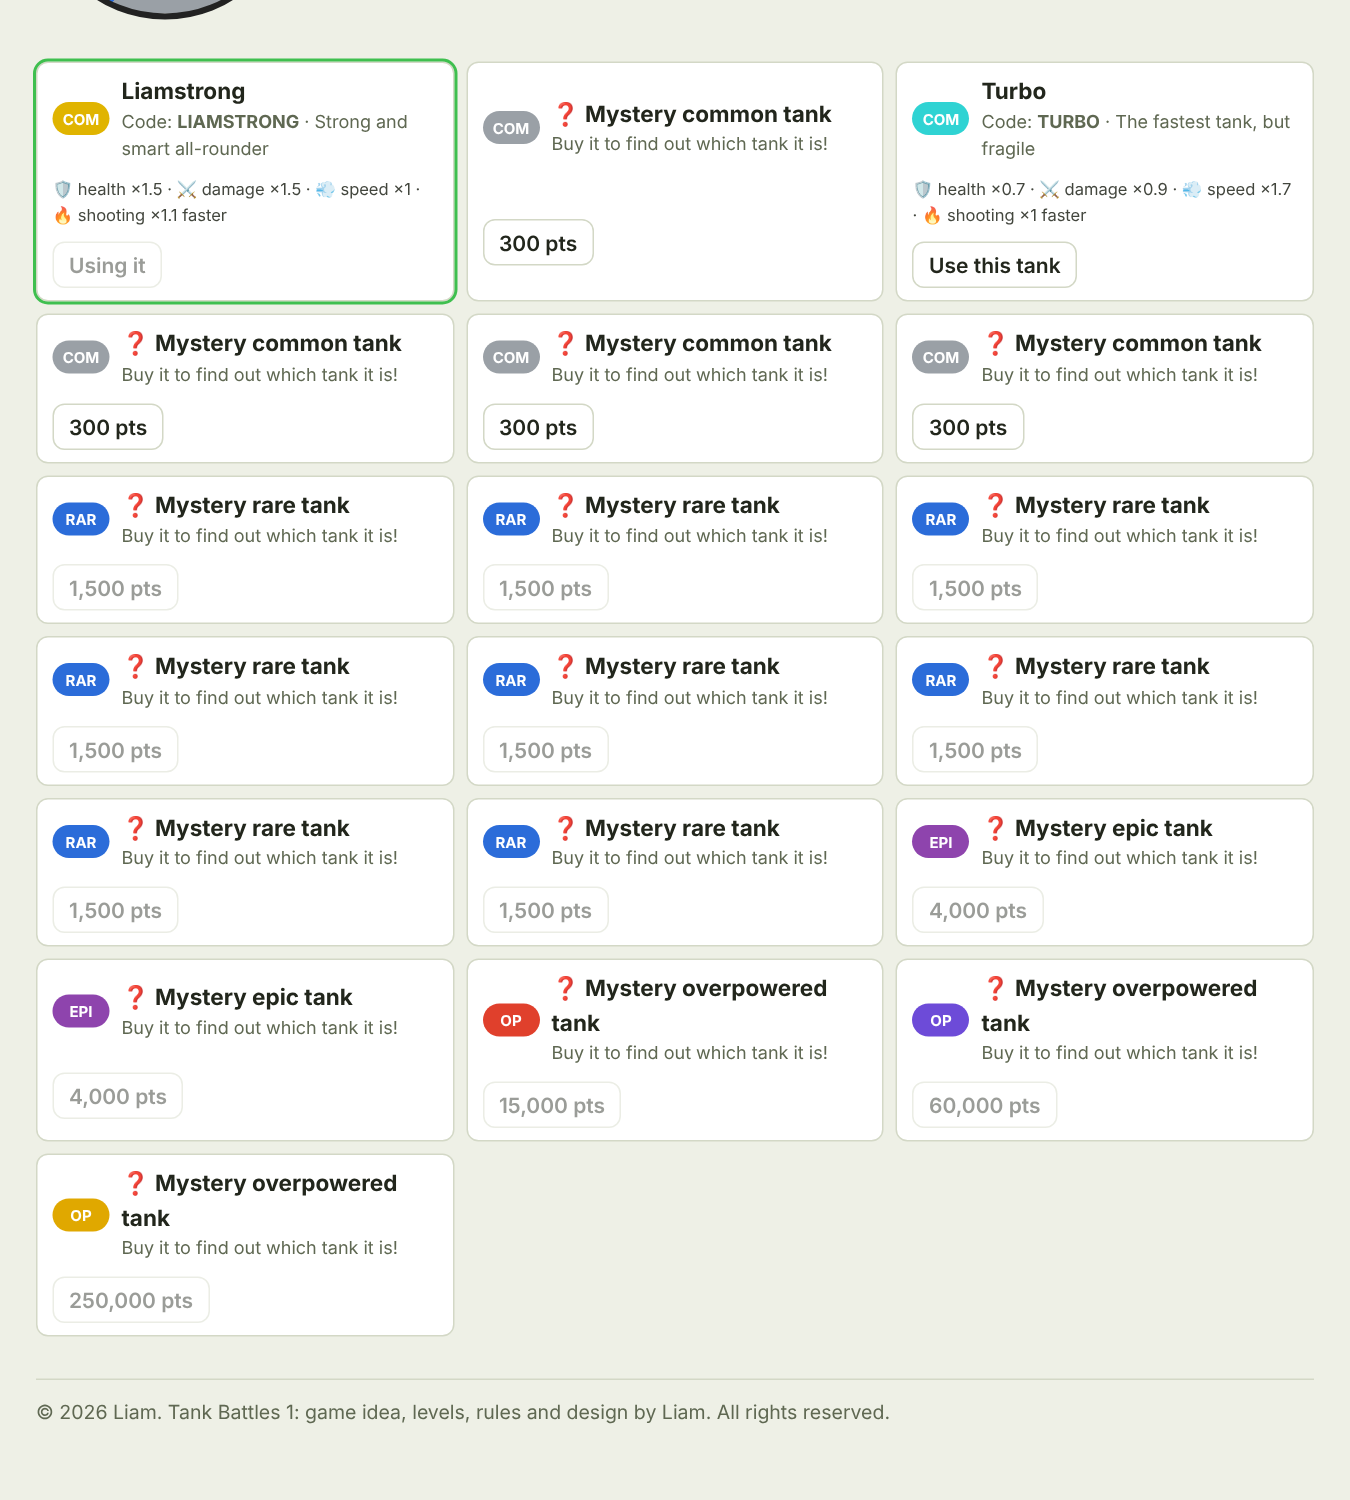 COM
Liamstrong
Code: LIAMSTRONG · Strong and
smart all-rounder
🛡️ health ×1.5 · ⚔️ damage ×1.5 · 💨 speed ×1 ·
🔥 shooting ×1.1 faster
Using it
COM
❓ Mystery common tank
Buy it to find out which tank it is!
300 pts
COM
Turbo
Code: TURBO · The fastest tank, but
fragile
🛡️ health ×0.7 · ⚔️ damage ×0.9 · 💨 speed ×1.7
· 🔥 shooting ×1 faster
Use this tank
COM
❓ Mystery common tank
Buy it to find out which tank it is!
300 pts
COM
❓ Mystery common tank
Buy it to find out which tank it is!
300 pts
COM
❓ Mystery common tank
Buy it to find out which tank it is!
300 pts
RAR
❓ Mystery rare tank
Buy it to find out which tank it is!
1,500 pts
RAR
❓ Mystery rare tank
Buy it to find out which tank it is!
1,500 pts
RAR
❓ Mystery rare tank
Buy it to find out which tank it is!
1,500 pts
RAR
❓ Mystery rare tank
Buy it to find out which tank it is!
1,500 pts
RAR
❓ Mystery rare tank
Buy it to find out which tank it is!
1,500 pts
RAR
❓ Mystery rare tank
Buy it to find out which tank it is!
1,500 pts
RAR
❓ Mystery rare tank
Buy it to find out which tank it is!
1,500 pts
RAR
❓ Mystery rare tank
Buy it to find out which tank it is!
1,500 pts
EPI
❓ Mystery epic tank
Buy it to find out which tank it is!
4,000 pts
EPI
❓ Mystery epic tank
Buy it to find out which tank it is!
4,000 pts
OP
❓ Mystery overpowered
tank
Buy it to find out which tank it is!
15,000 pts
OP
❓ Mystery overpowered
tank
Buy it to find out which tank it is!
60,000 pts
OP
❓ Mystery overpowered
tank
Buy it to find out which tank it is!
250,000 pts
© 2026 Liam. Tank Battles 1: game idea, levels, rules and design by Liam. All rights reserved.